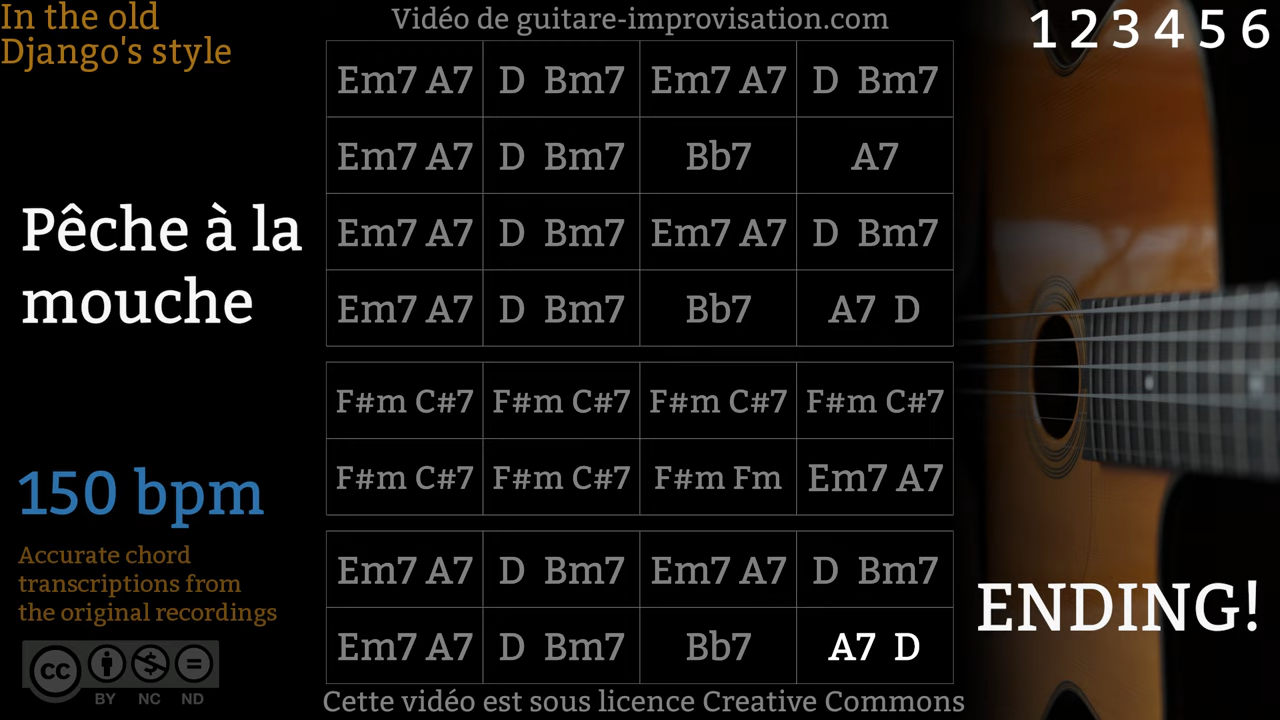 In the old
Django's style
Vidéo de guitare-improvisation.com
1 2 3 4 5 6
Em7 A7 D Bm7 Em7 A7 D Bm7
Em7 A7 D Bm7 Bb7 A7
Pêche à la
mouche
Em7 A7 D Bm7 Em7 A7 D Bm7
Em7 A7 D Bm7 Bb7 A7 D
F#m C#7 F#m C#7 F#m C#7 F#m C#7
F#m C#7 F#m C#7 F#m Fm Em7 A7
150 bpm
Accurate chord
transcriptions from
the original recordings
Em7 A7 D Bm7 Em7 A7 D Bm7
Em7 A7 D Bm7 Bb7 A7 D
ENDING!
cc
BY NC ND
Cette vidéo est sous licence Creative Commons